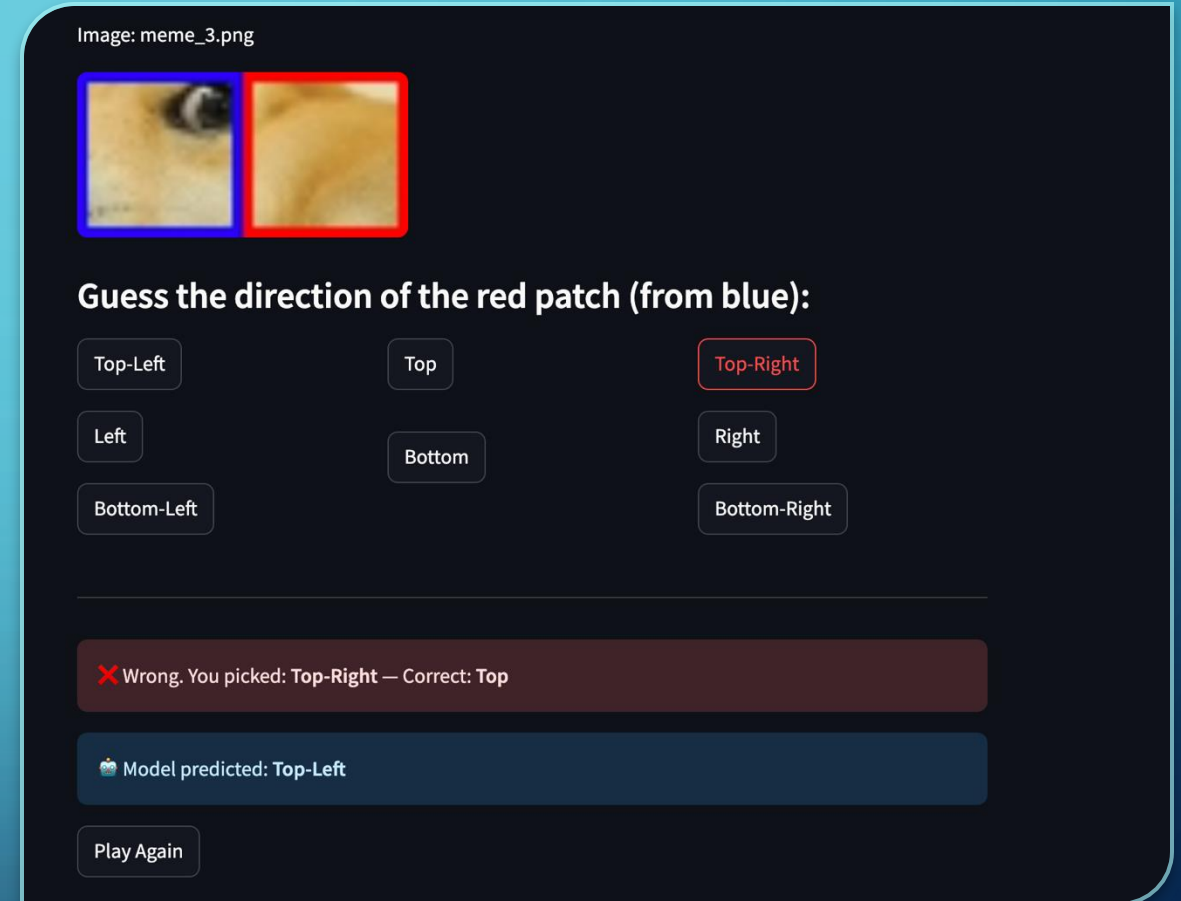 Image: meme_3.png
Guess the direction of the red patch (from blue):
Top-Left
Top
Top-Right
Left
Bottom
Right
Bottom-Left
Bottom-Right
❌ Wrong. You picked: Top-Right — Correct: Top
🤖 Model predicted: Top-Left
Play Again